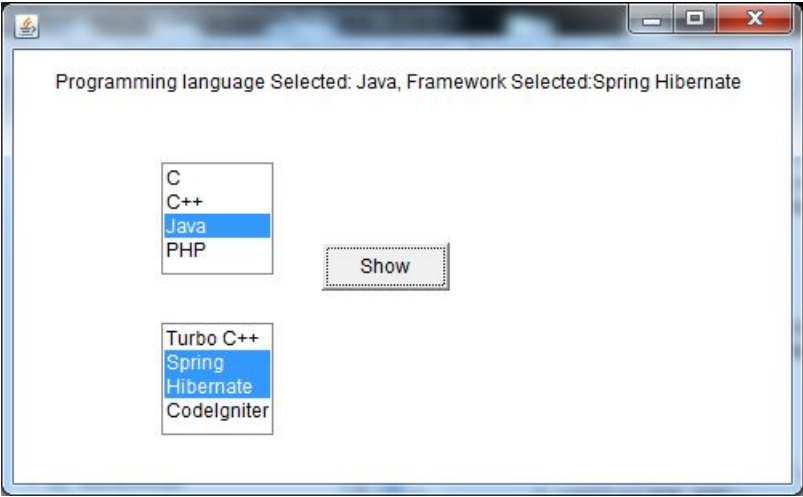 Programming language Selected: Java, Framework Selected:Spring Hibernate
C
C++
Java
PHP
Show
Turbo C++
Spring
Hibernate
CodeIgniter